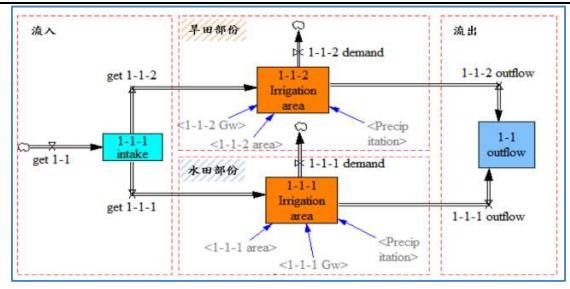 流入
旱田部份
流出
1-1-2 demand
get 1-1-2
1-1-2
Irrigation
area
1-1-2 outflow
<1-1-2 Gw>
<1-1-2 area>
<Precip
itation>
get 1-1
1-1-1
intake
1-1
outflow
水田部份
1-1-1 demand
get 1-1-1
1-1-1
Irrigation
area
1-1-1 outflow
<1-1-1 area>
<1-1-1 Gw>
<Precip
itation>